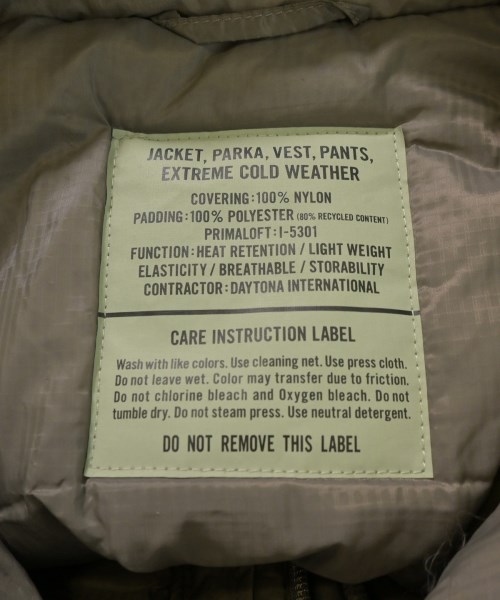 JACKET, PARKA, VEST, PANTS,
EXTREME COLD WEATHER
COVERING:100% NYLON
PADDING:100% POLYESTER (80% RECYCLED CONTENT)
PRIMALOFT:I-5301
FUNCTION:HEAT RETENTION / LIGHT WEIGHT
ELASTICITY / BREATHABLE / STORABILITY
CONTRACTOR:DAYTONA INTERNATIONAL
CARE INSTRUCTION LABEL
Wash with like colors. Use cleaning net. Use press cloth.
Do not leave wet. Color may transfer due to friction.
Do not chlorine bleach and Oxygen bleach. Do not
tumble dry. Do not steam press. Use neutral detergent.
DO NOT REMOVE THIS LABEL